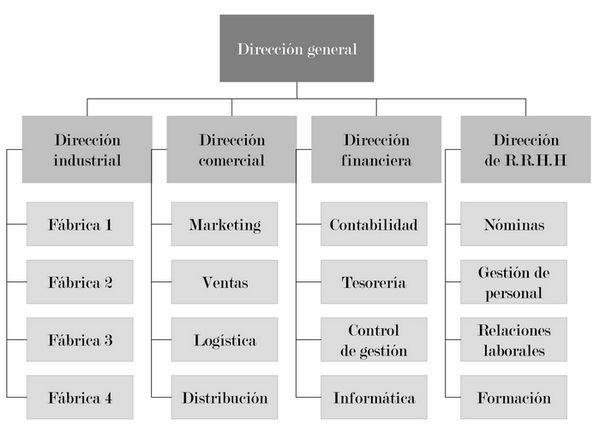 Dirección general
Dirección
industrial
Dirección
comercial
Dirección
financiera
Dirección
de R.R.H.H
Fábrica 1
Marketing
Contabilidad
Nóminas
Fábrica 2
Ventas
Tesorería
Gestión de
personal
Fábrica 3
Logística
Control
de gestión
Relaciones
laborales
Fábrica 4
Distribución
Informática
Formación